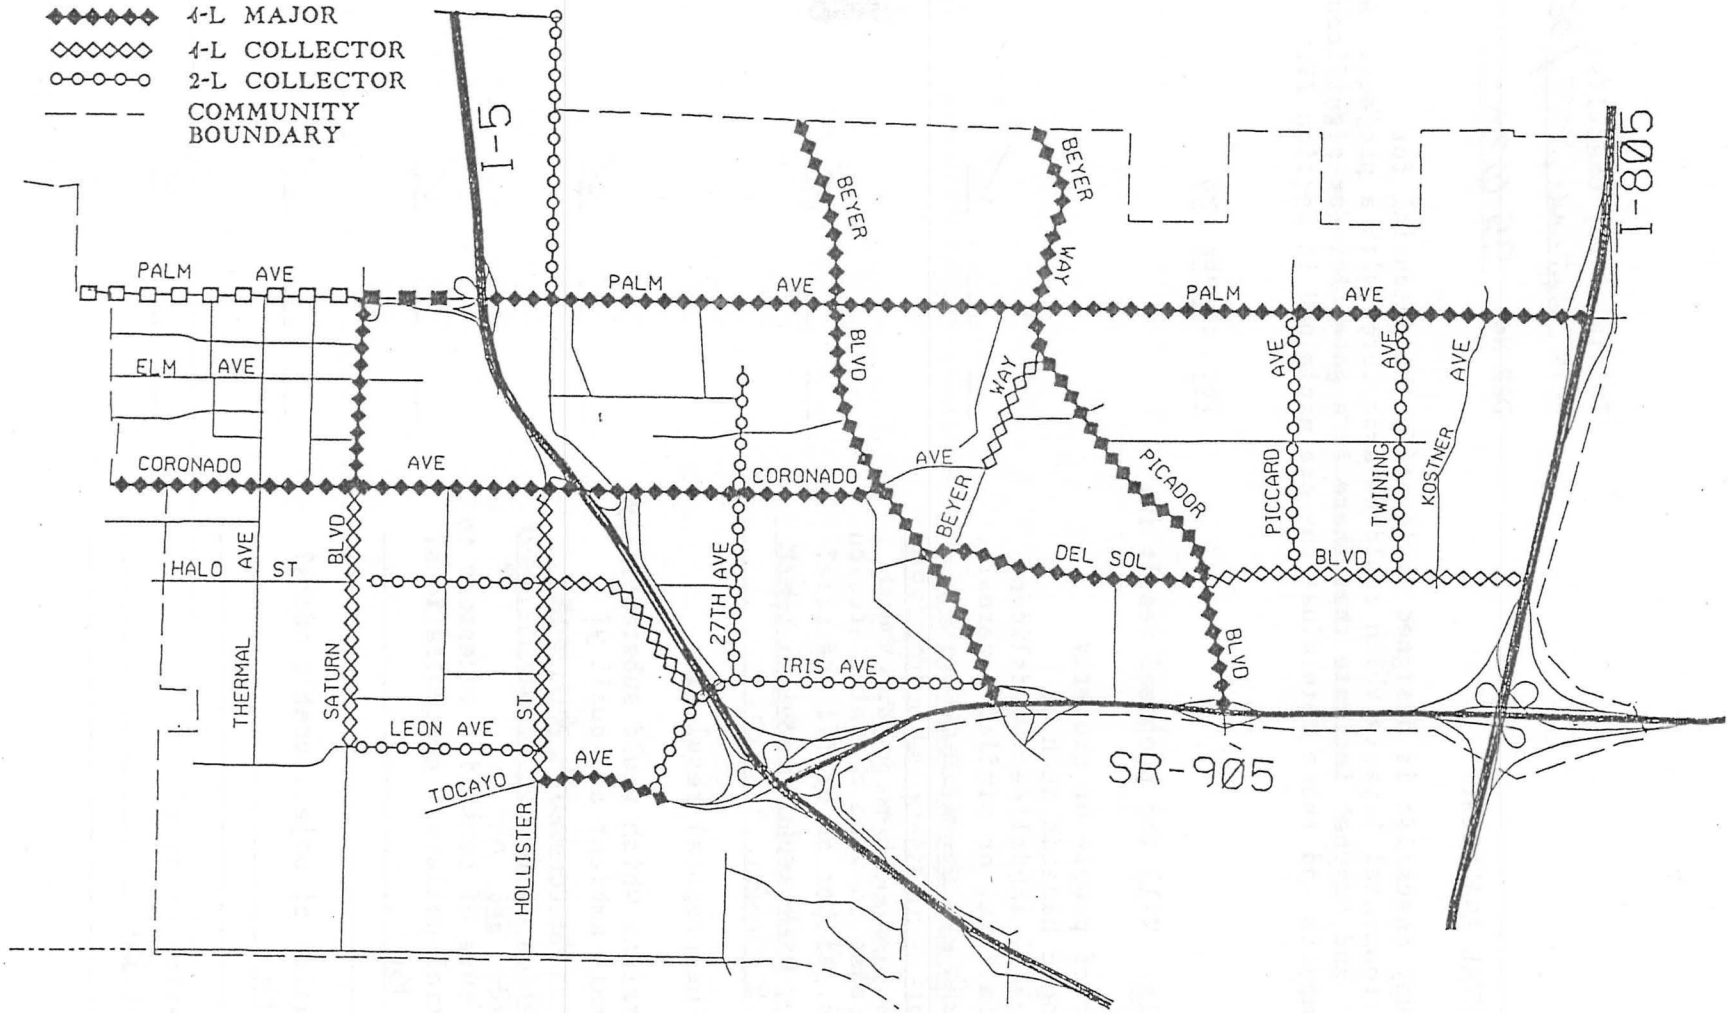 4-L MAJOR
4-L COLLECTOR
2-L COLLECTOR
COMMUNITY
BOUNDARY
I-5
I-805
BEYER
BLVD
BEYER
WAY
PALM AVE
PALM AVE
PALM AVE
ELM AVE
WAY
BEYER
PICCARD
AVE
TWINING
AVE
KOSTNER
AVE
CORONADO AVE
CORONADO
AVE
PICADOR
BLVD
DEL SOL
BLVD
HALO ST
THERMAL
AVE
SATURN
BLVD
27TH AVE
IRIS AVE
LEON AVE
HOLLISTER
ST
TOCAYO
AVE
SR-905